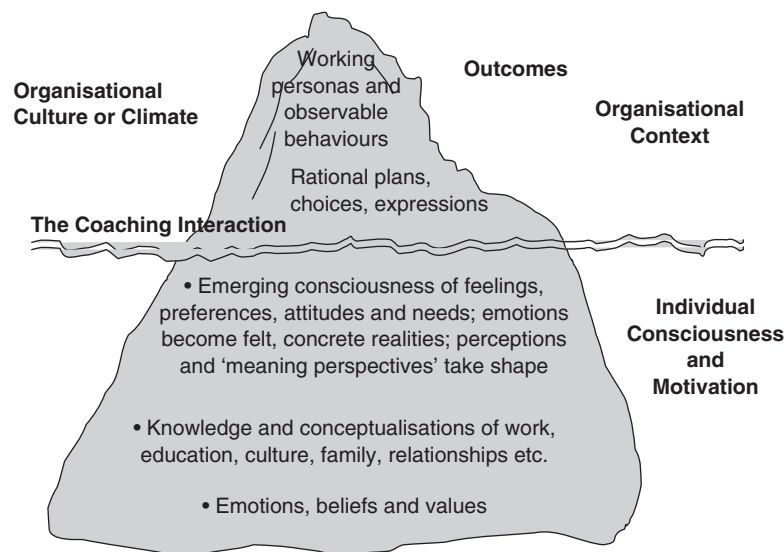 Working
personas and
observable
behaviours
Outcomes
Organisational
Culture or Climate
Organisational
Context
Rational plans,
choices, expressions
The Coaching Interaction
• Emerging consciousness of feelings,
preferences, attitudes and needs; emotions
become felt, concrete realities; perceptions
and ‘meaning perspectives’ take shape
Individual
Consciousness
and
Motivation
• Knowledge and conceptualisations of work,
education, culture, family, relationships etc.
• Emotions, beliefs and values